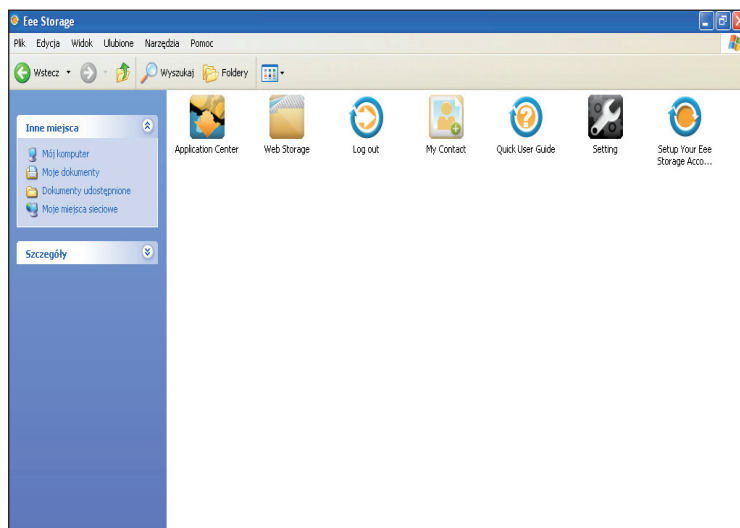 Eee Storage
Plik Edycja Widok Ulubione Narzędzia Pomoc
Wstecz Wyszukaj Foldery
Inne miejsca
Mój komputer
Moje dokumenty
Dokumenty udostępnione
Moje miejsca sieciowe
Szczegóły
Application Center Web Storage Log out My Contact Quick User Guide Setting Setup Your Eee
Storage Acco...